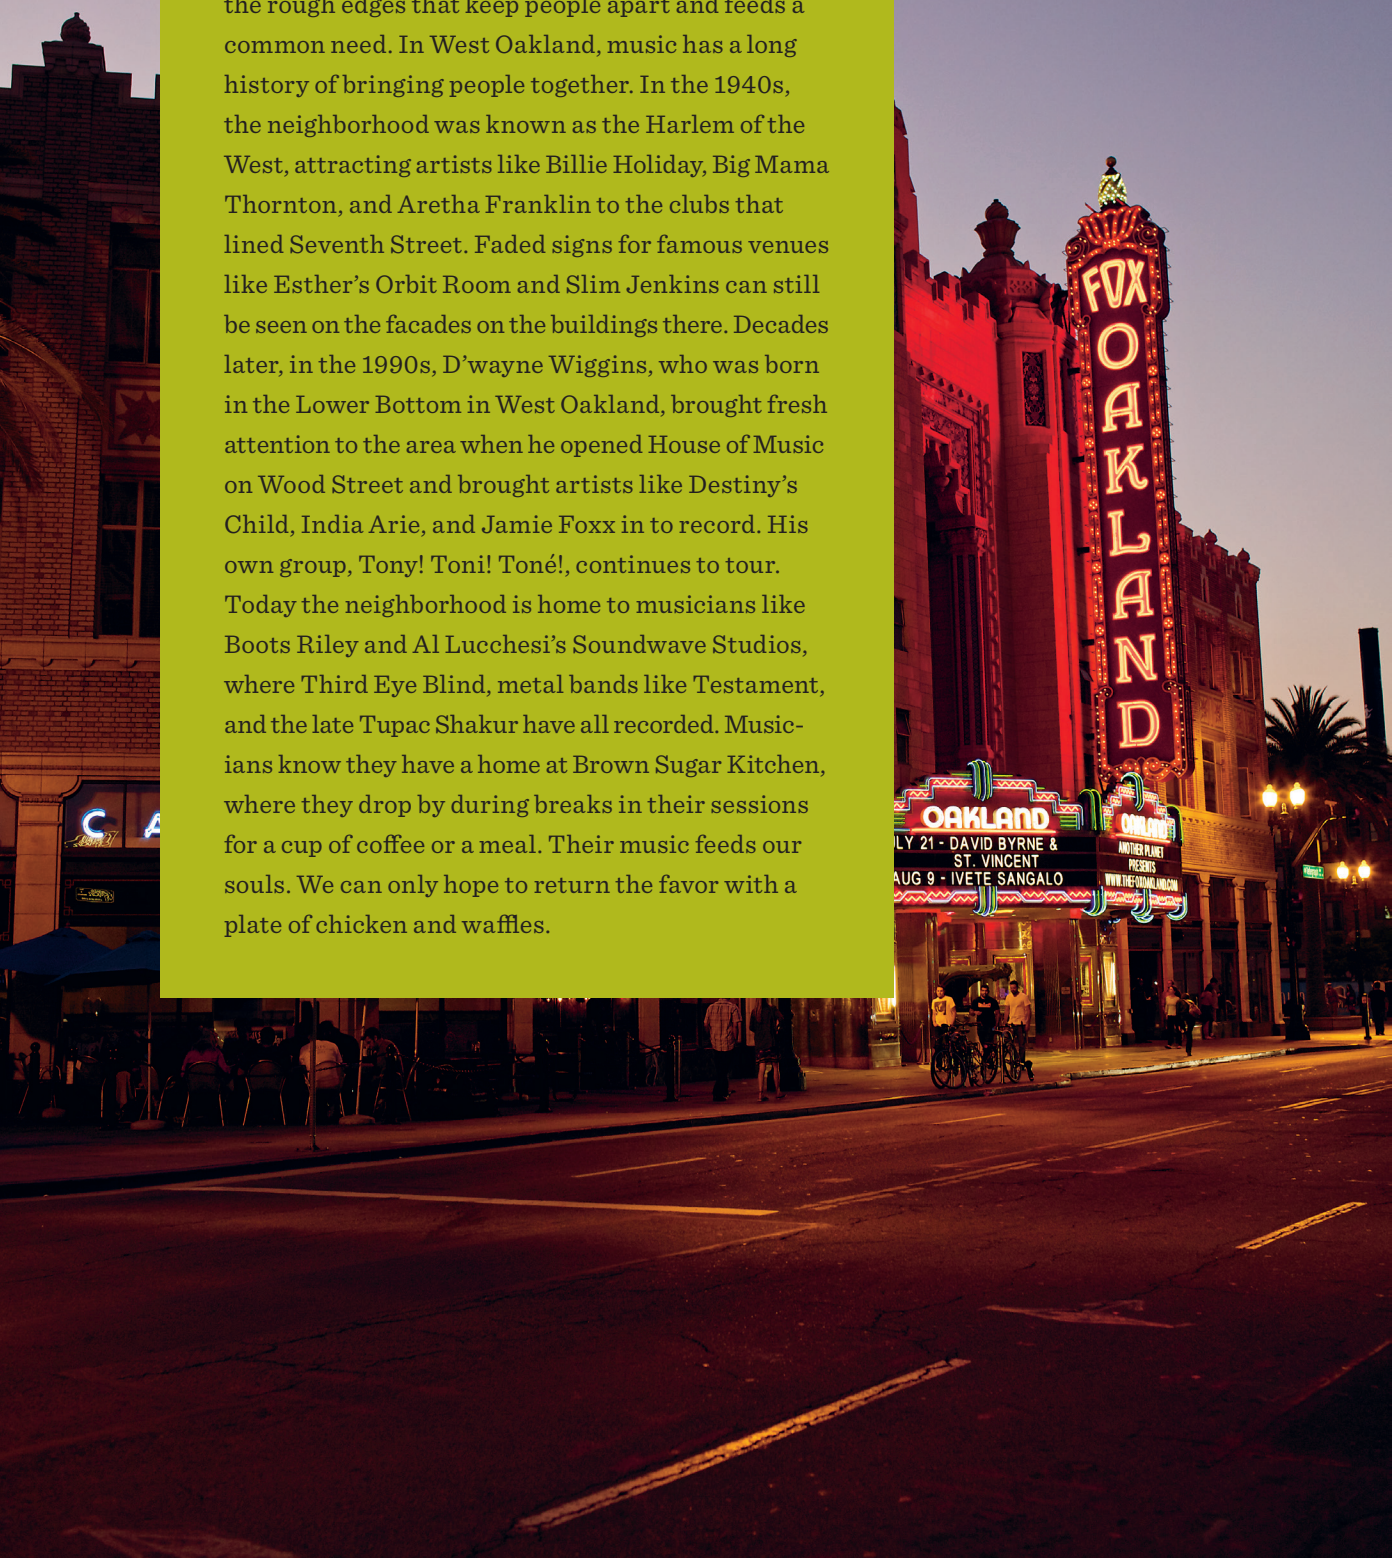 the rough edges that keep people apart and feeds a
common need. In West Oakland, music has a long
history of bringing people together. In the 1940s,
the neighborhood was known as the Harlem of the
West, attracting artists like Billie Holiday, Big Mama
Thornton, and Aretha Franklin to the clubs that
lined Seventh Street. Faded signs for famous venues
like Esther’s Orbit Room and Slim Jenkins can still
be seen on the facades on the buildings there. Decades
later, in the 1990s, D’wayne Wiggins, who was born
in the Lower Bottom in West Oakland, brought fresh
attention to the area when he opened House of Music
on Wood Street and brought artists like Destiny’s
Child, India Arie, and Jamie Foxx in to record. His
own group, Tony! Toni! Toné!, continues to tour.
Today the neighborhood is home to musicians like
Boots Riley and Al Lucchesi’s Soundwave Studios,
where Third Eye Blind, metal bands like Testament,
and the late Tupac Shakur have all recorded. Music-
ians know they have a home at Brown Sugar Kitchen,
where they drop by during breaks in their sessions
for a cup of coffee or a meal. Their music feeds our
souls. We can only hope to return the favor with a
plate of chicken and waffles.
FOX
OAKLAND
OAKLAND
LY 21 - DAVID BYRNE &
ST. VINCENT
AUG 9 - IVETE SANGALO
OAKLAND
ANOTHER PLANET
PRESENTS
WWW.THEFOXOAKLAND.COM
C A